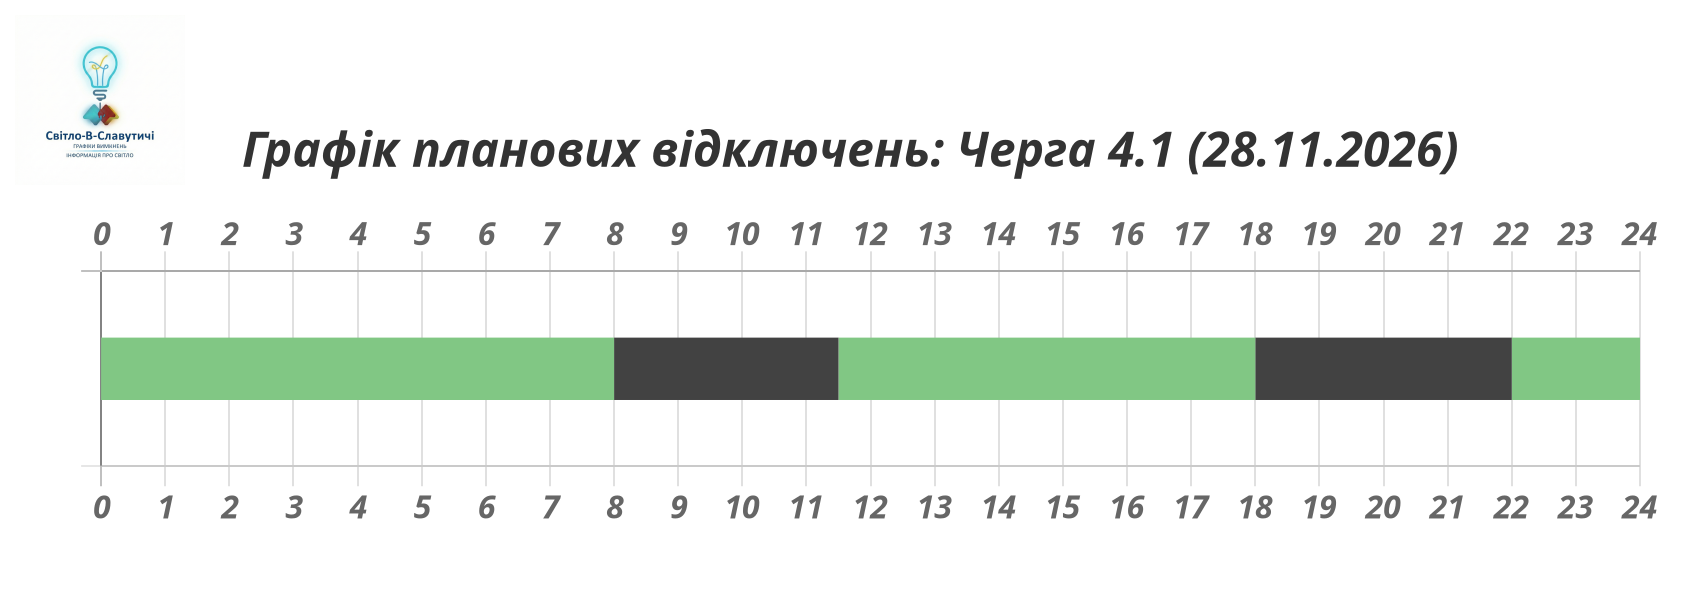 Світло-В-Славутичі
ГРАФІКИ ВИМКНЕНЬ
ІНФОРМАЦІЯ ПРО СВІТЛО
Графік планових відключень: Черга 4.1 (28.11.2026)
0 1 2 3 4 5 6 7 8 9 10 11 12 13 14 15 16 17 18 19 20 21 22 23 24
0 1 2 3 4 5 6 7 8 9 10 11 12 13 14 15 16 17 18 19 20 21 22 23 24